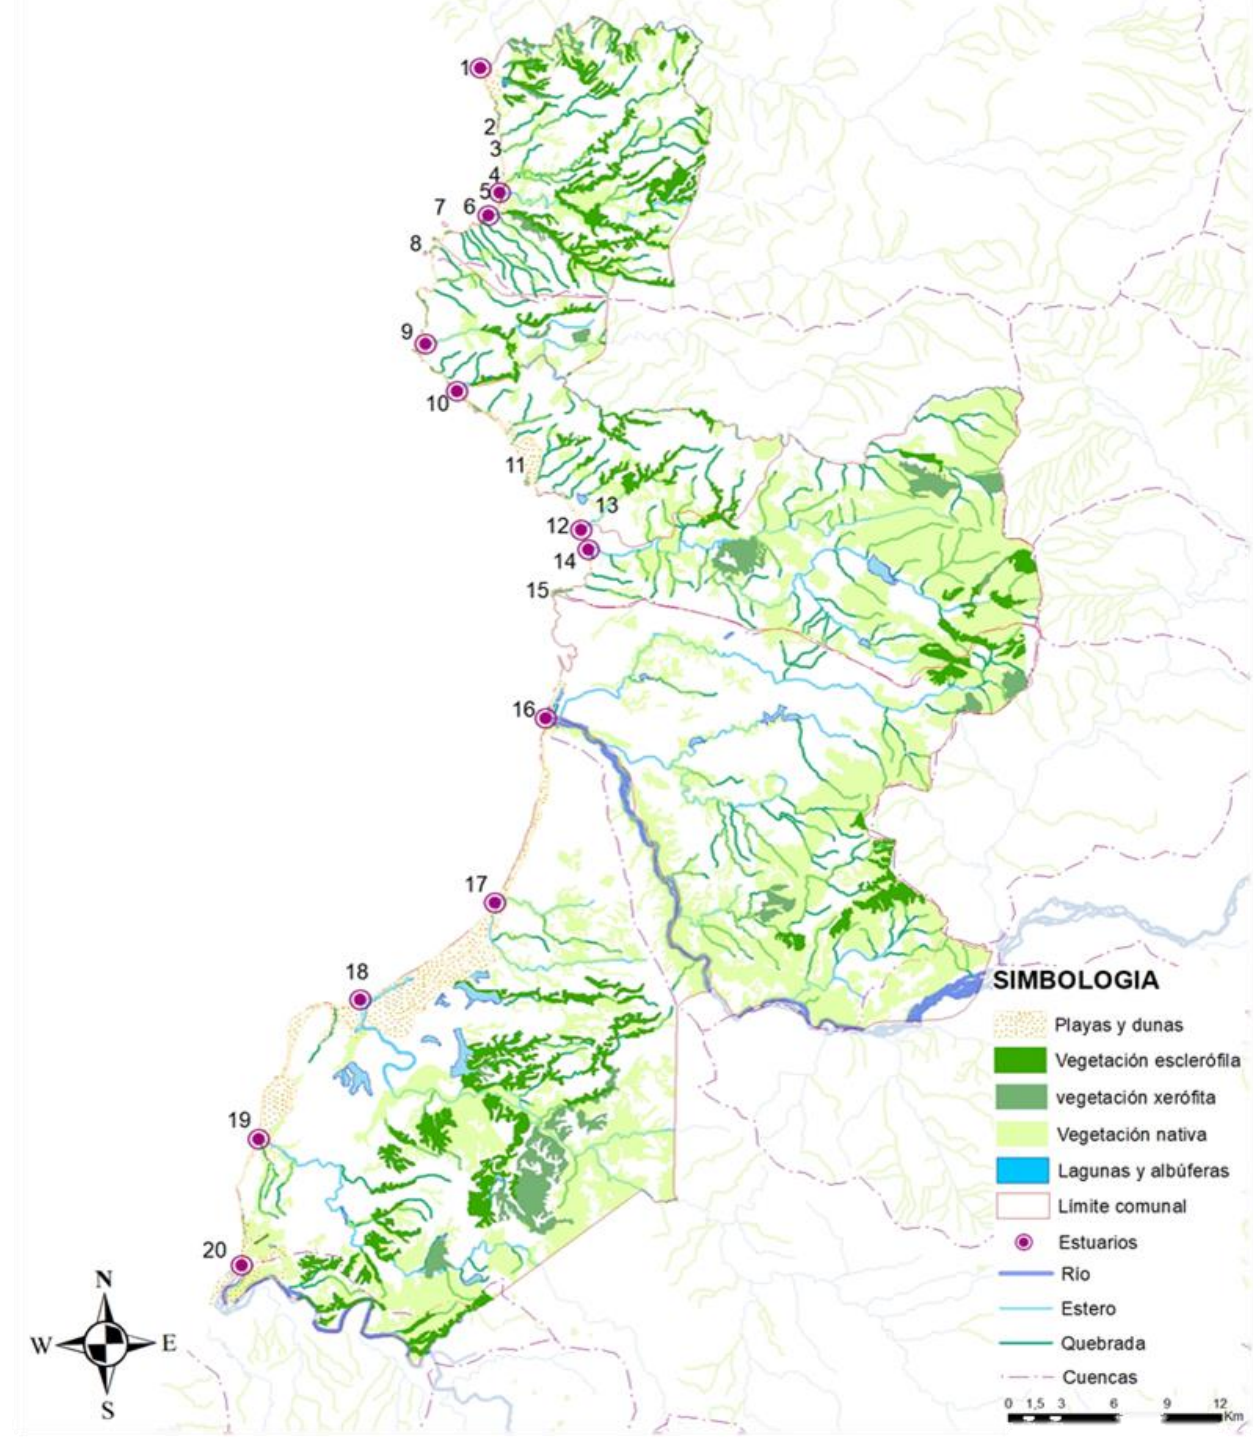 1
2
3
4
5
6
7
8
9
10
11
13
12
14
15
16
17
18
19
20
SIMBOLOGIA
Playas y dunas
Vegetación esclerófila
vegetación xerófita
Vegetación nativa
Lagunas y albúferas
Límite comunal
Estuarios
Río
Estero
Quebrada
Cuencas
N
W E
S
0 1,5 3 6 9 12
Km